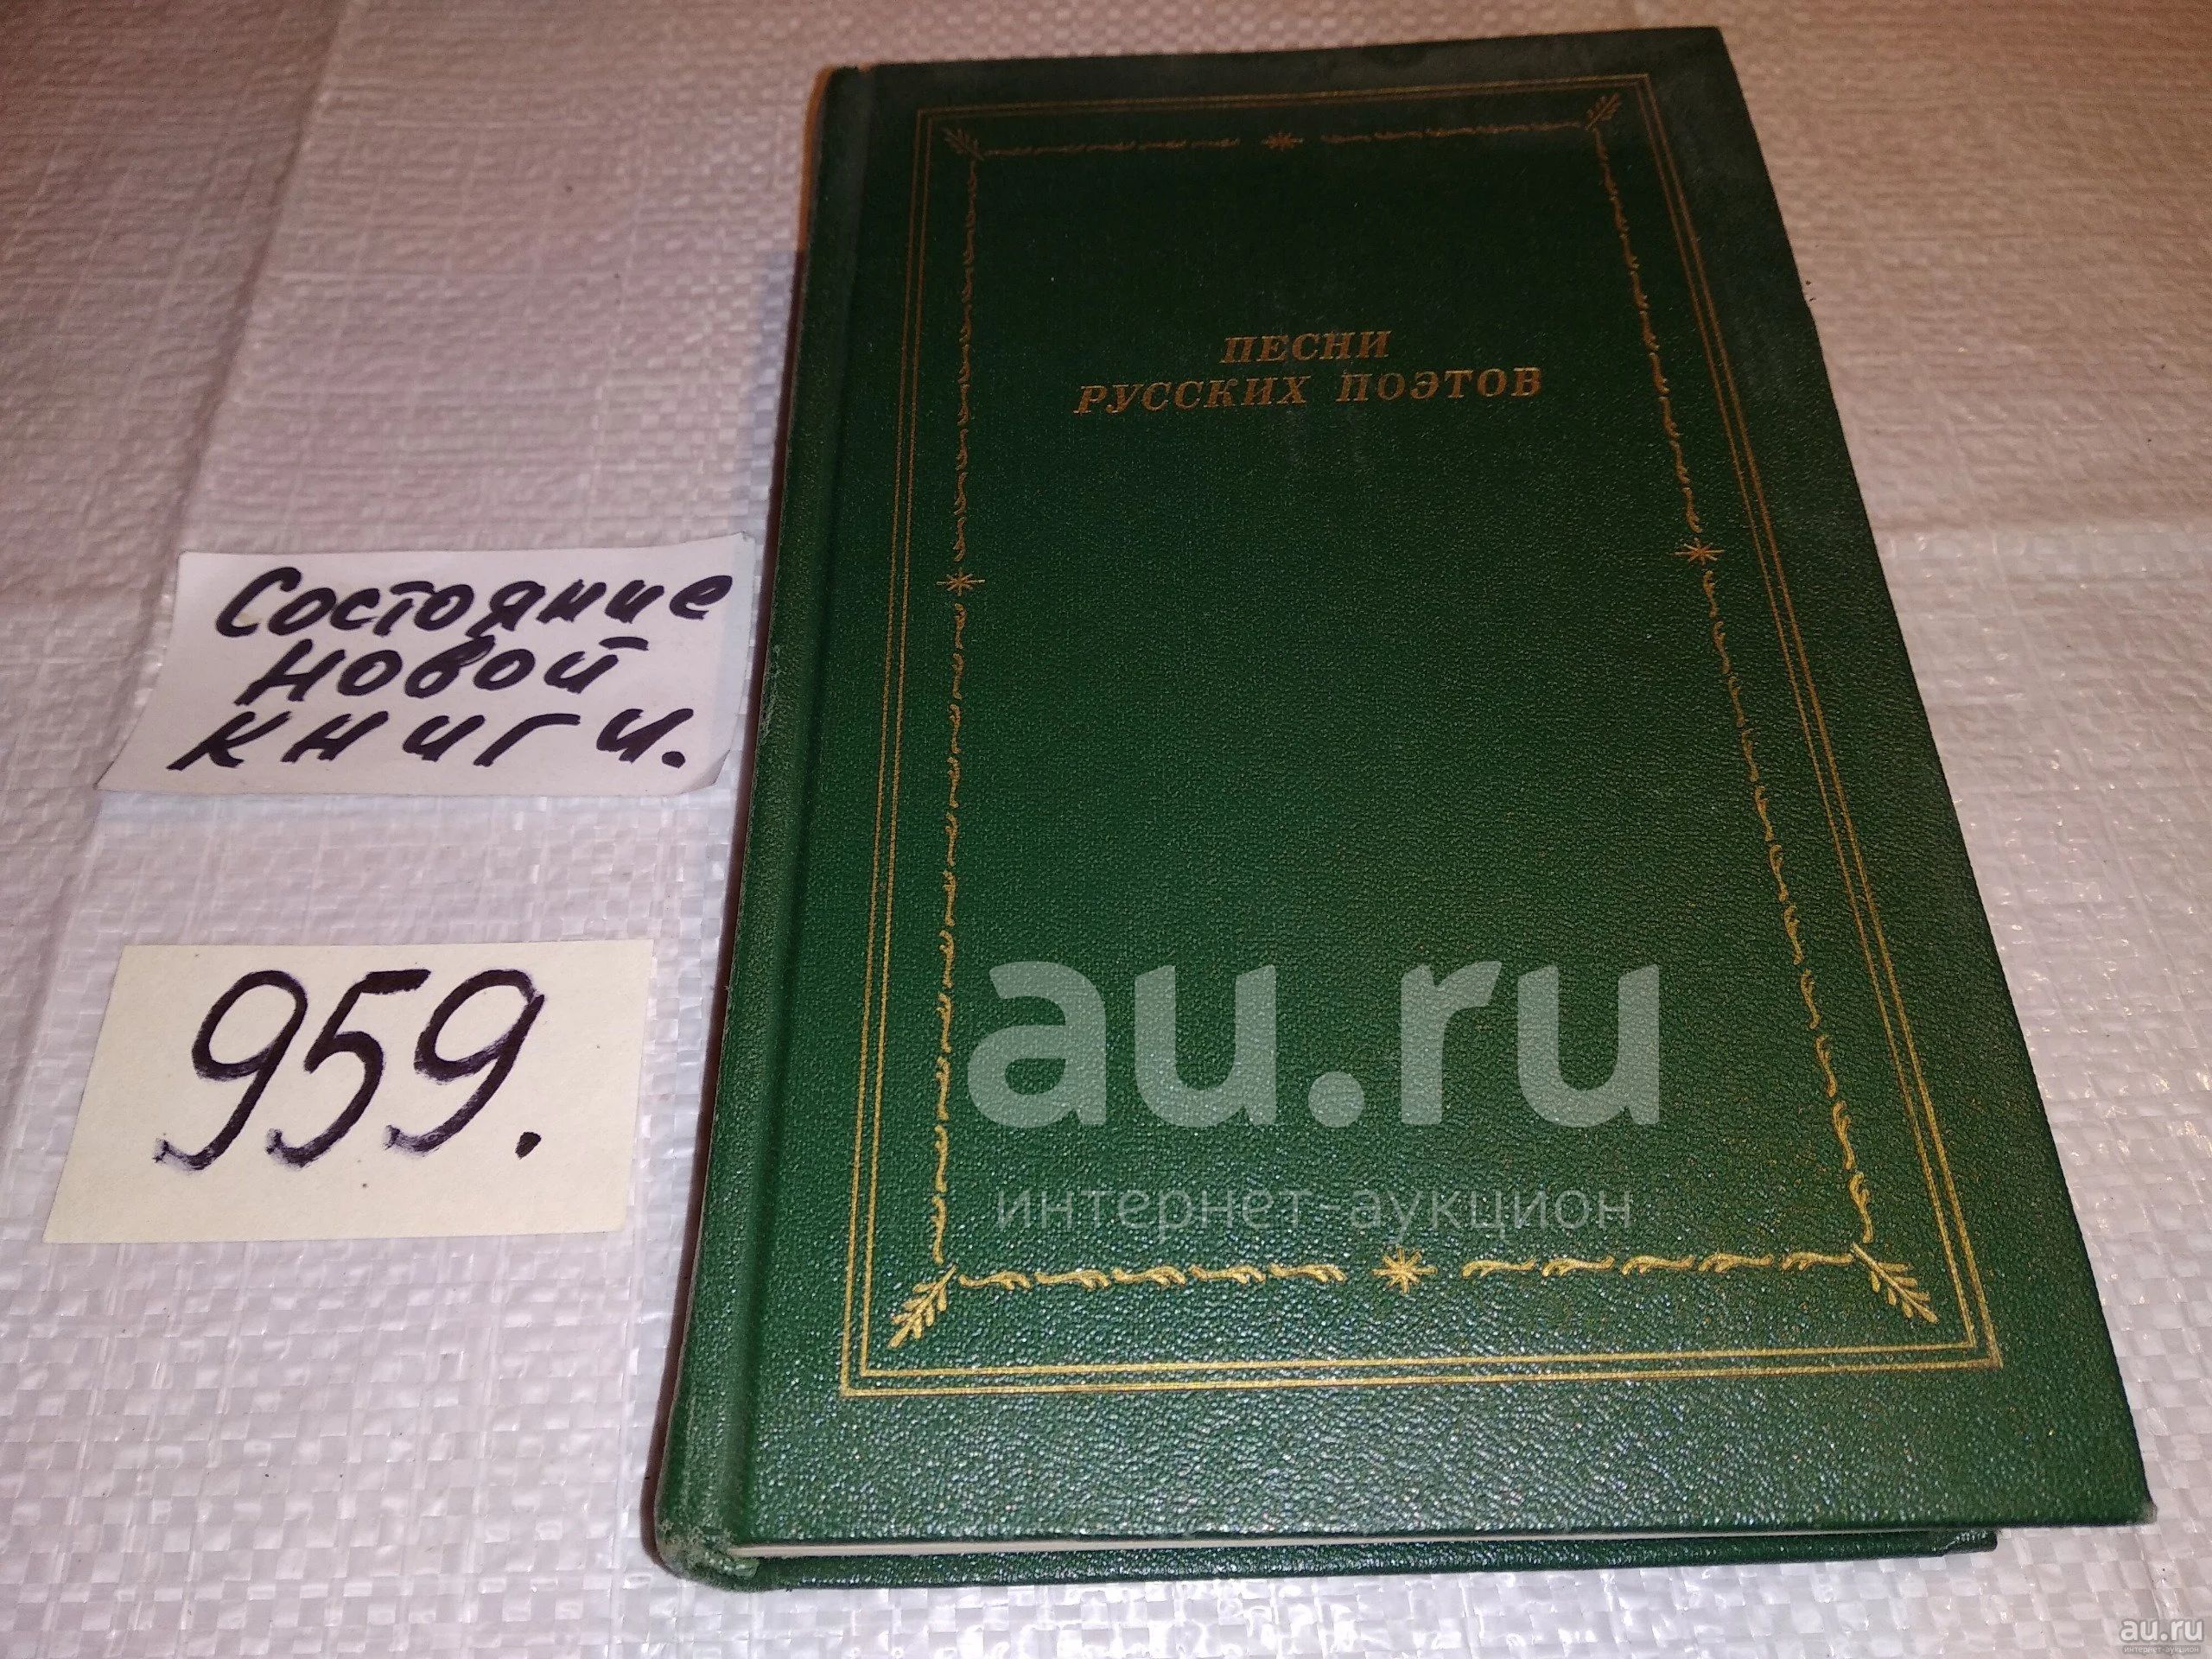 ПЕСНИ
РУССКИХ ПОЭТОВ
Состояние
новой
книги.
959.
au.ru
интернет-аукцион
au.ru
интернет-аукцион